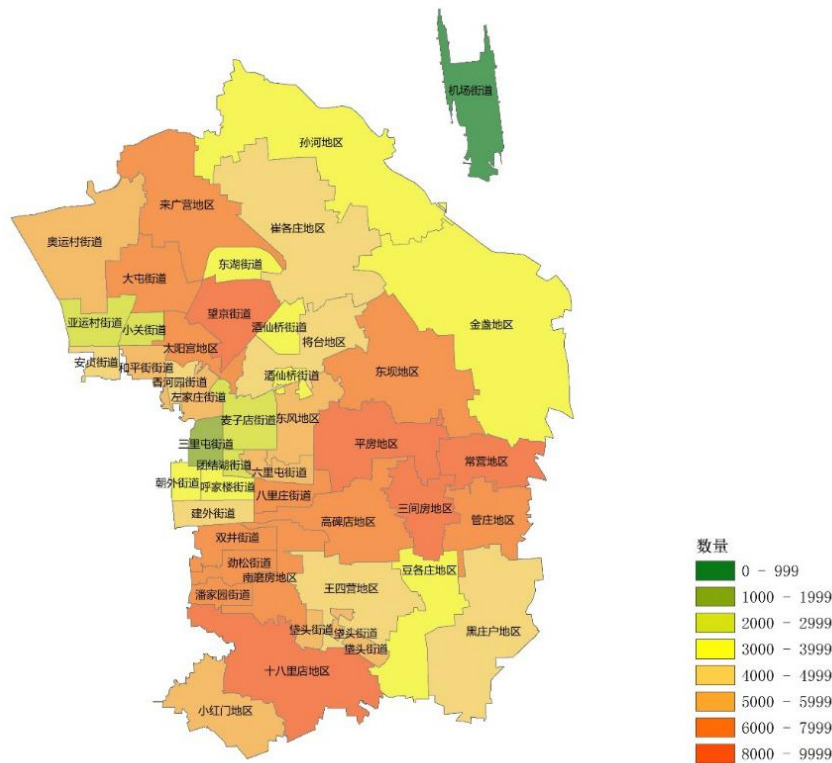 机场街道
孙河地区
来广营地区
崔各庄地区
奥运村街道
东湖街道
大屯街道
望京街道
金盏地区
亚运村街道
小关街道
酒仙桥街道
将台地区
太阳宫地区
安贞街道
和平街街道
东坝地区
香河园街道
酒仙桥街道
左家庄街道
麦子店街道
东风地区
三里屯街道
平房地区
常营地区
团结湖街道
六里屯街道
朝外街道
呼家楼街道
八里庄街道
三间房地区
建外街道
高碑店地区
管庄地区
双井街道
劲松街道
豆各庄地区
南磨房地区
王四营地区
潘家园街道
垡头街道
垡头街道
垡头街道
黑庄户地区
十八里店地区
小红门地区
数量
0 - 999
1000 - 1999
2000 - 2999
3000 - 3999
4000 - 4999
5000 - 5999
6000 - 7999
8000 - 9999